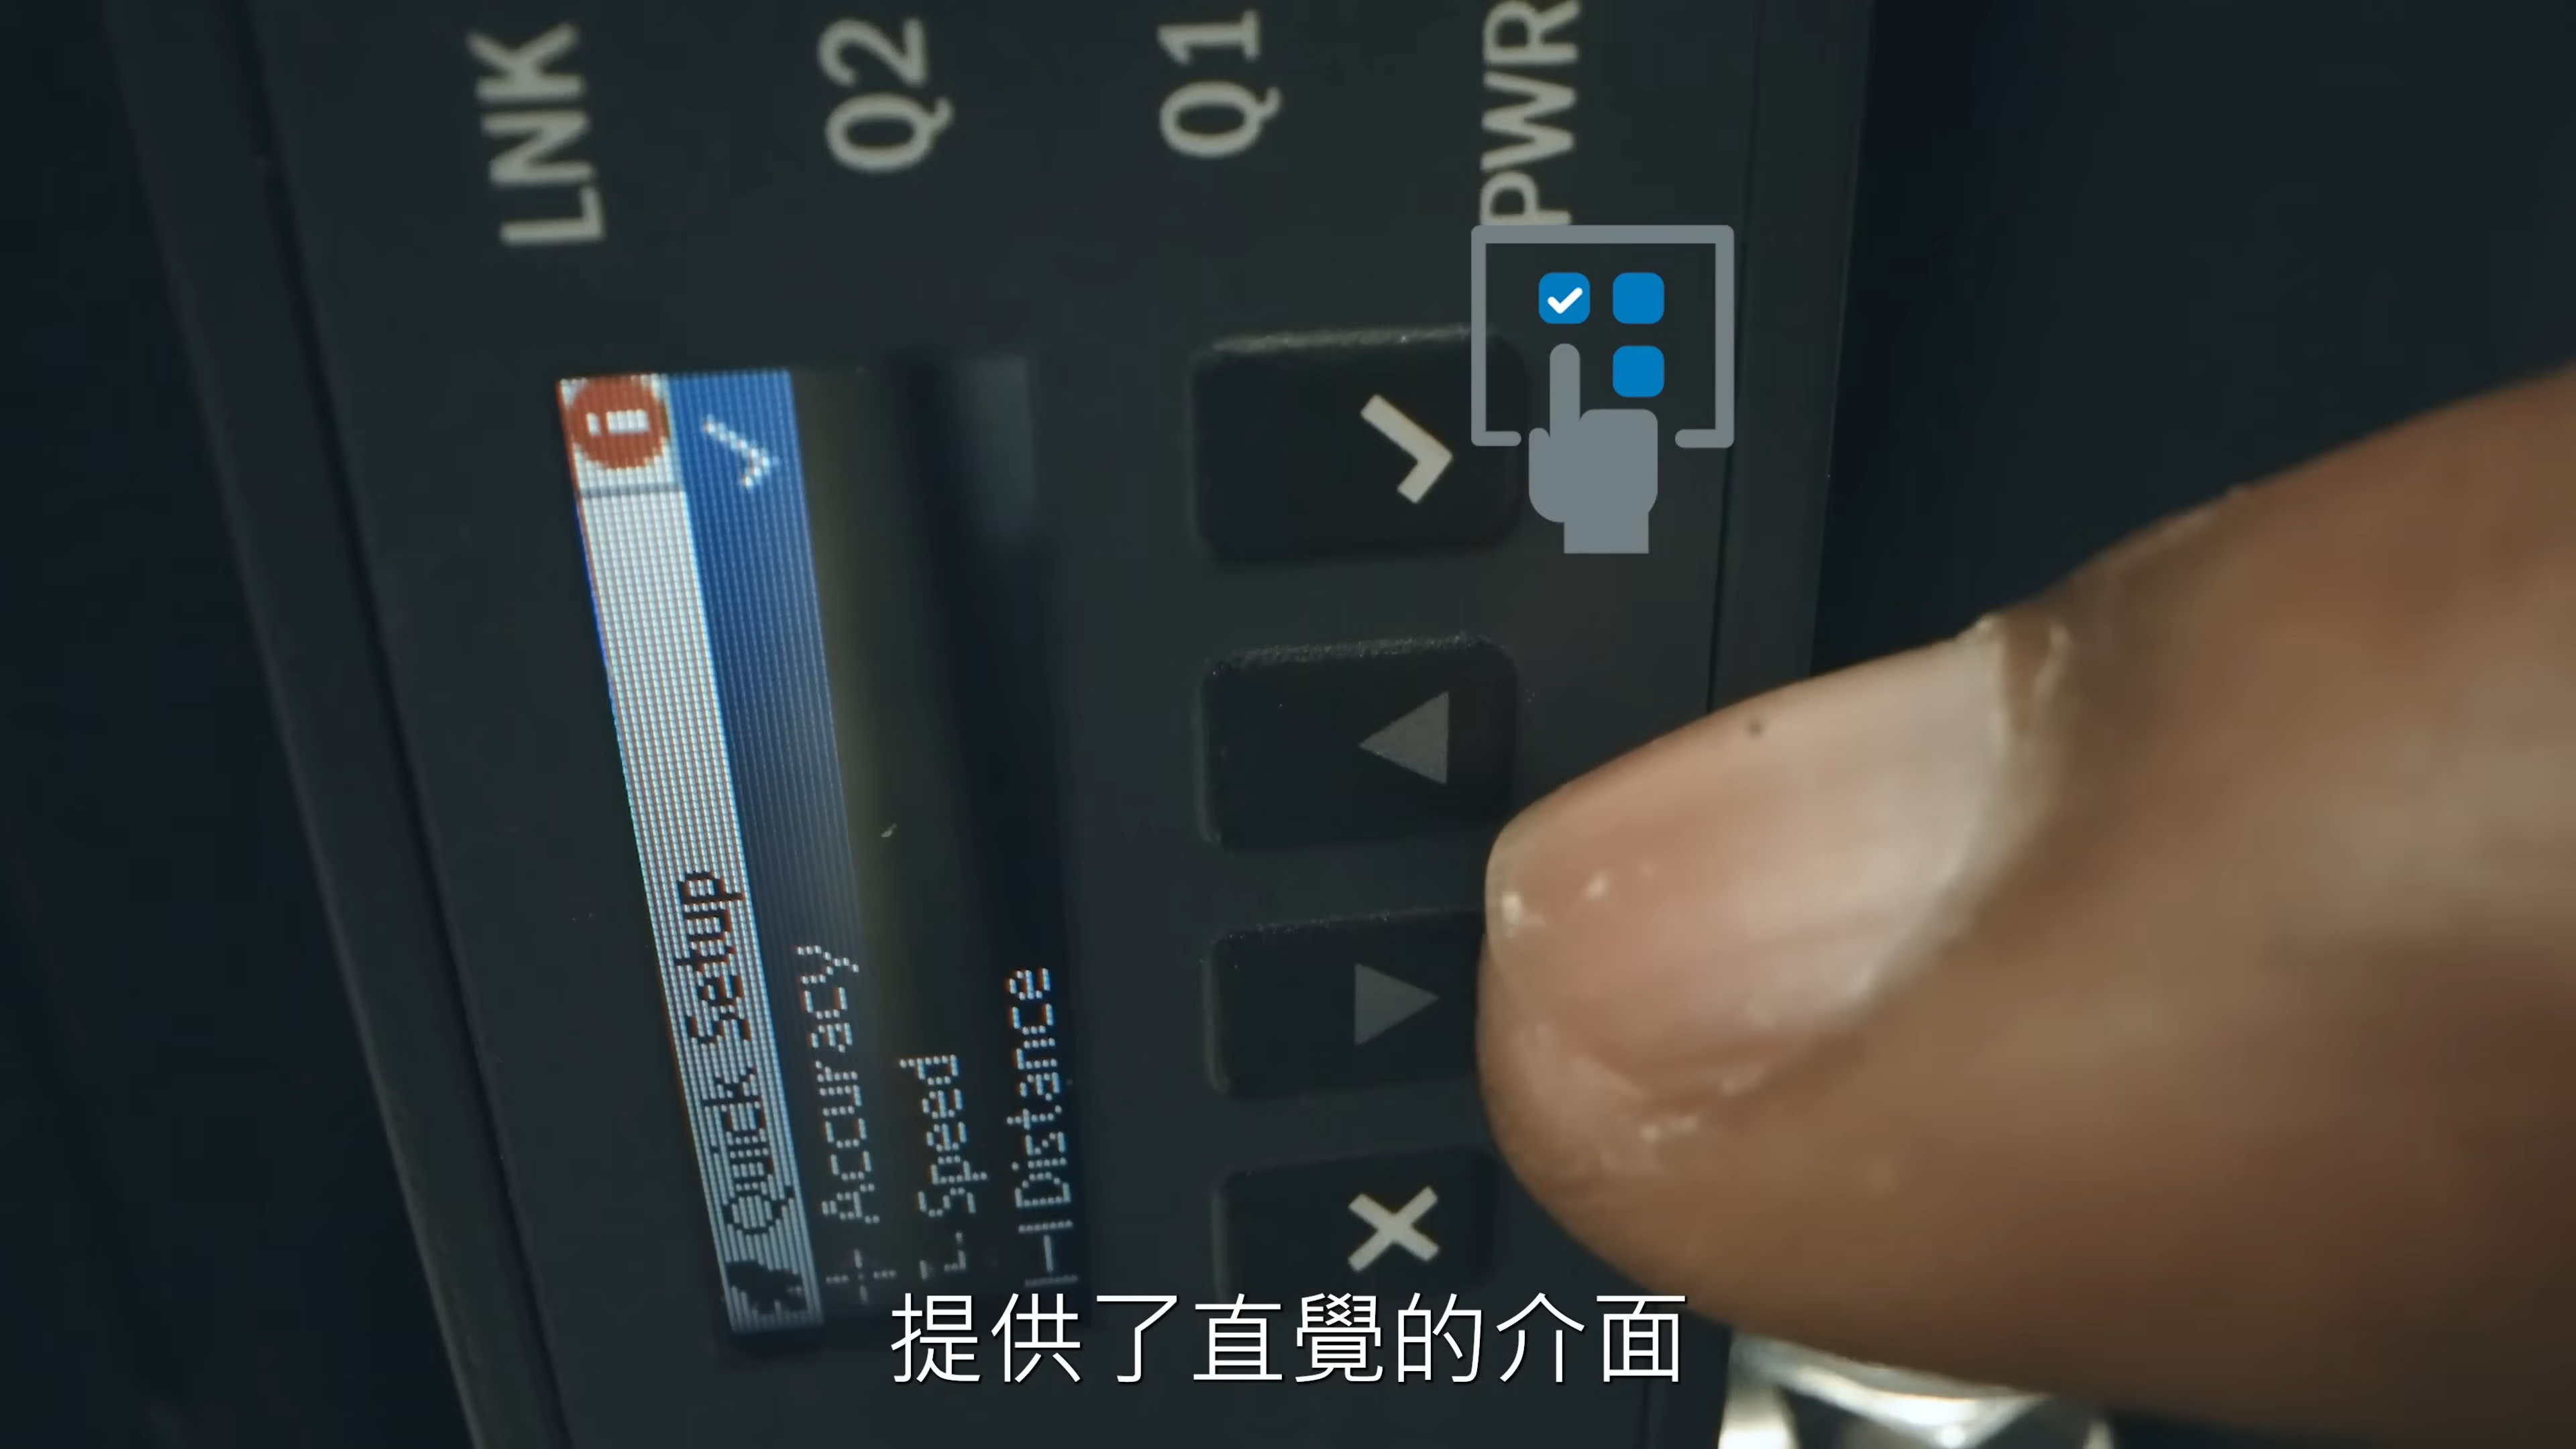 PWR
Q1
Q2
LNK
Quick Setup
Accuracy
Speed
Distance
提供了直覺的介面